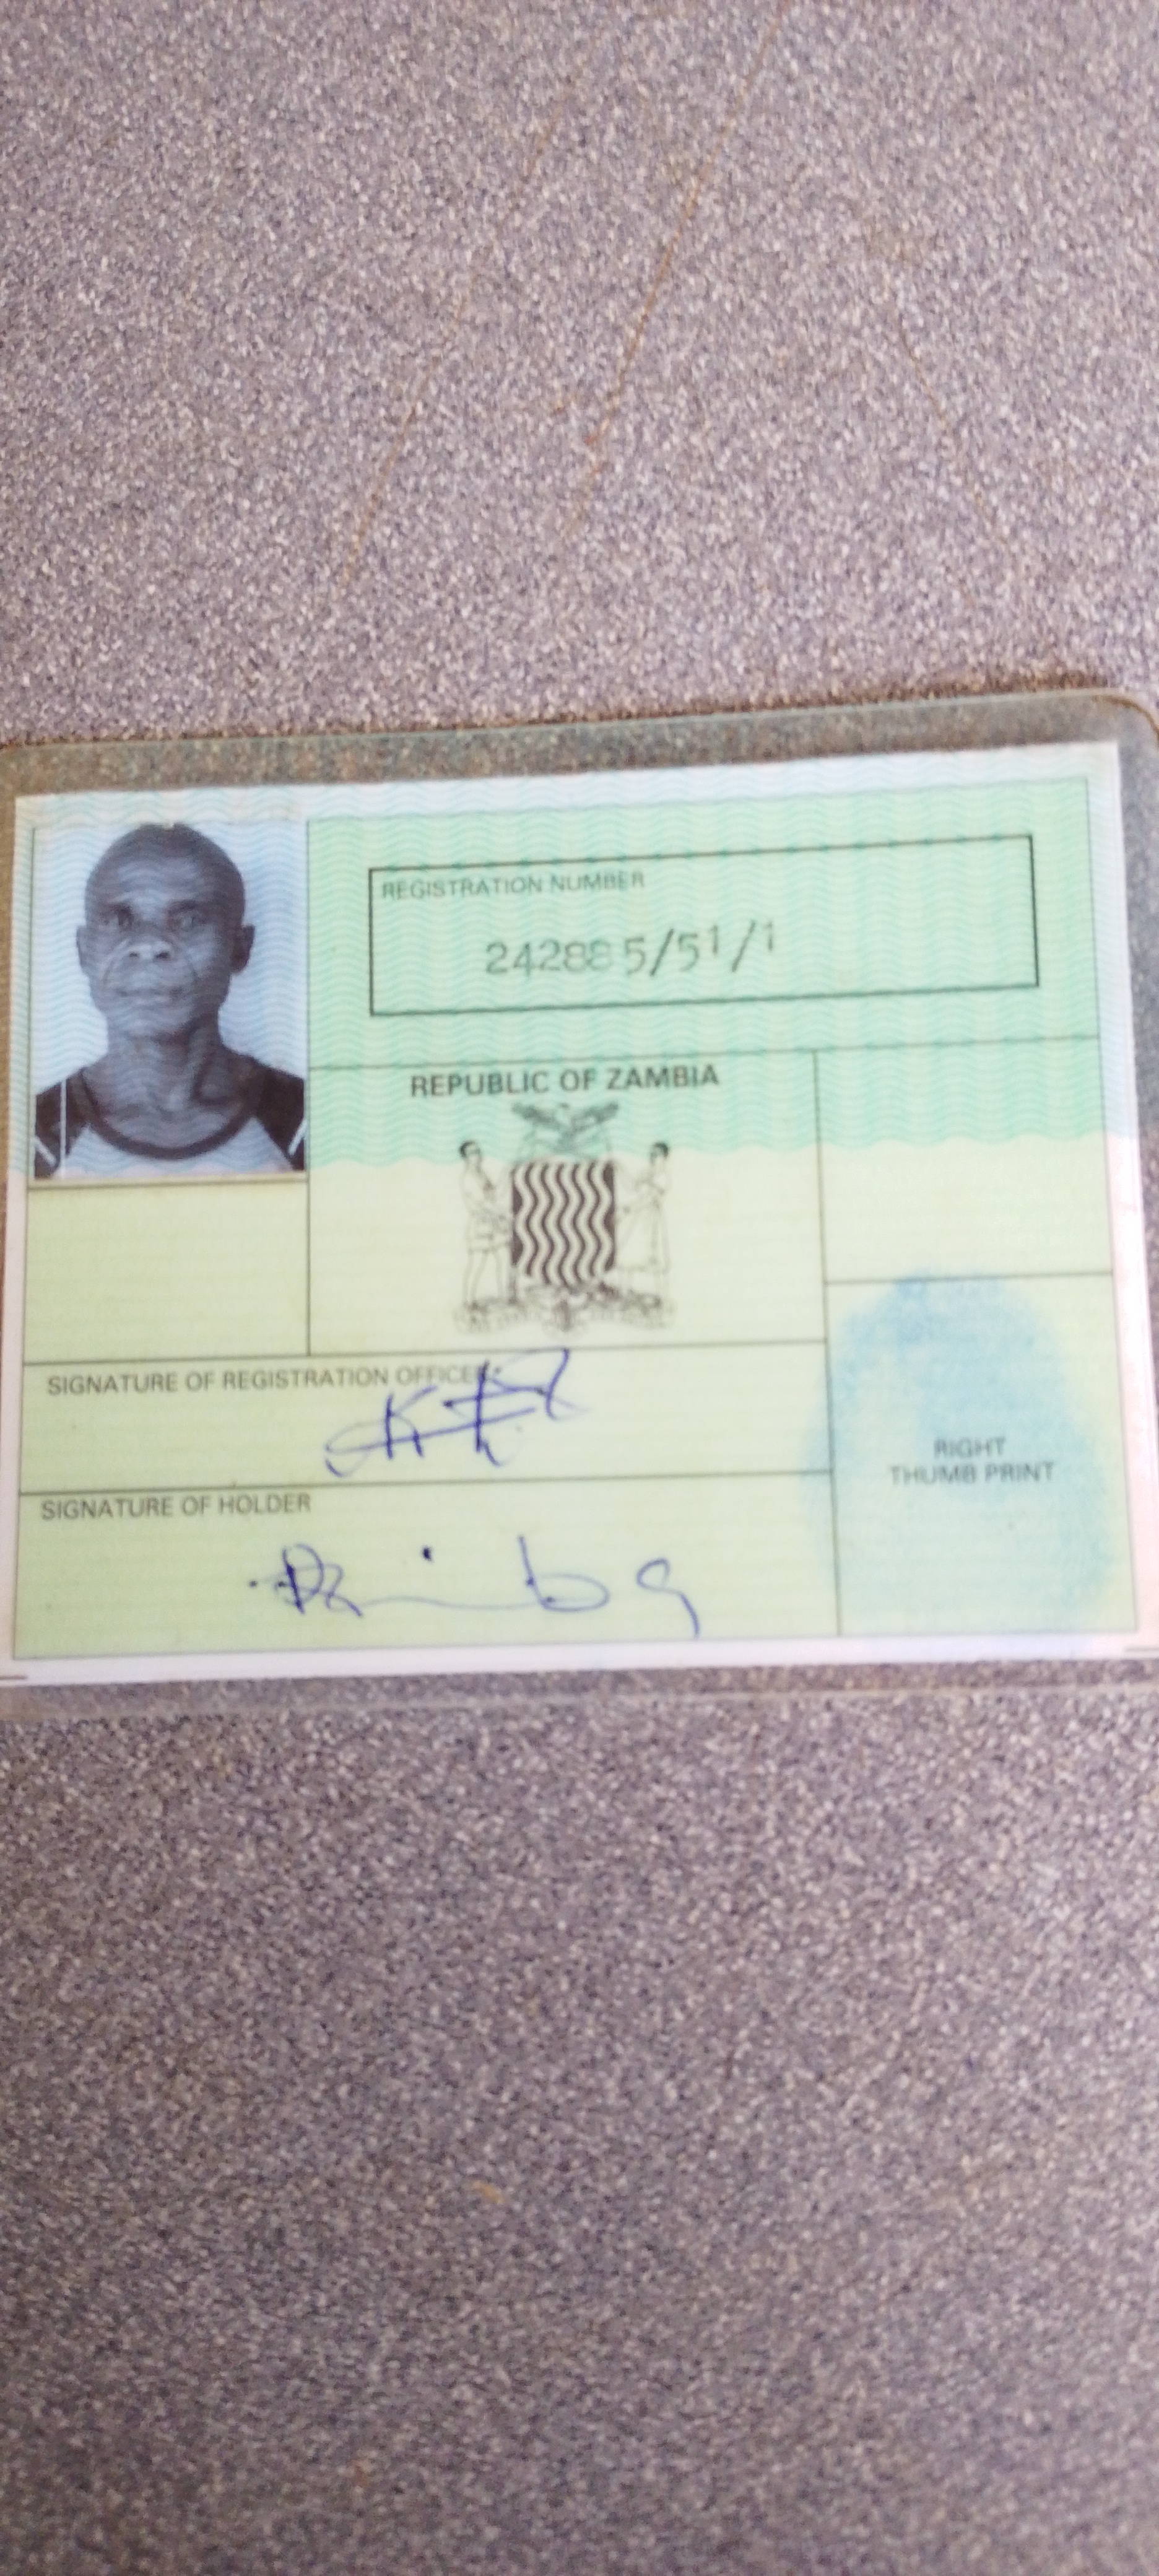 REGISTRATION NUMBER
242885/51/1
REPUBLIC OF ZAMBIA
SIGNATURE OF REGISTRATION OFFICER
SIGNATURE OF HOLDER
RIGHT
THUMB PRINT